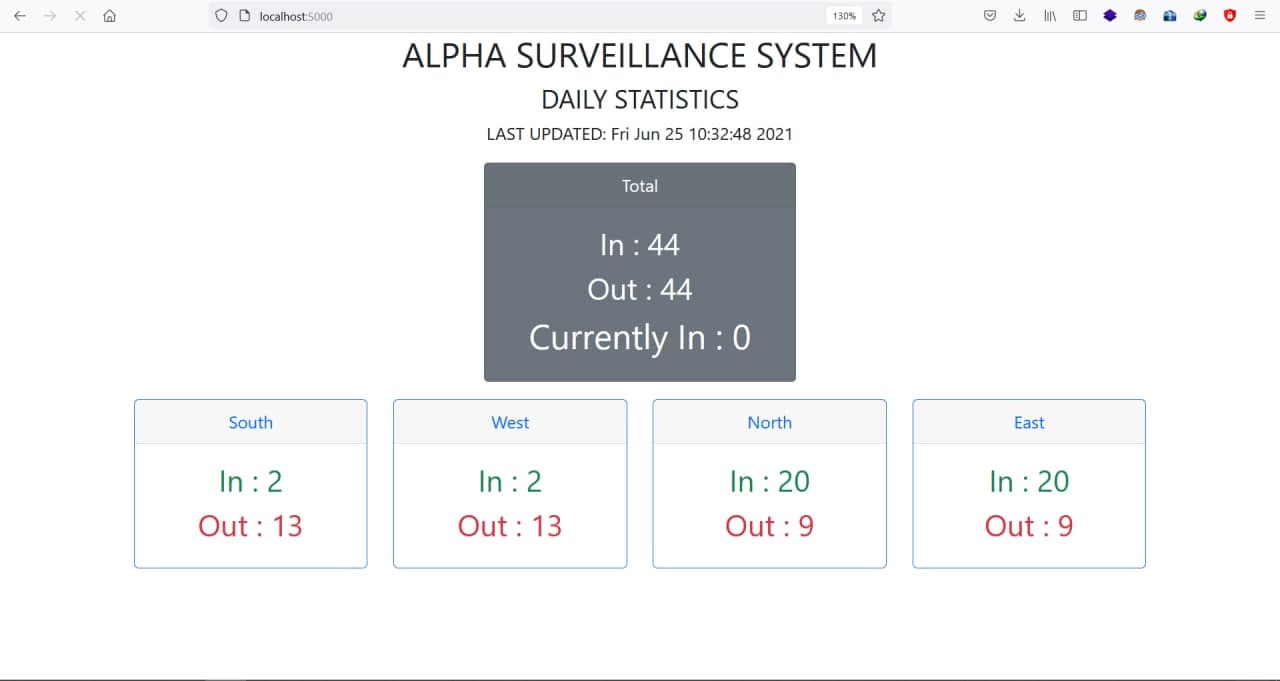 localhost:5000
130%
ALPHA SURVEILLANCE SYSTEM
DAILY STATISTICS
LAST UPDATED: Fri Jun 25 10:32:48 2021
Total
In : 44
Out : 44
Currently In : 0
South
In : 2
Out : 13
West
In : 2
Out : 13
North
In : 20
Out : 9
East
In : 20
Out : 9